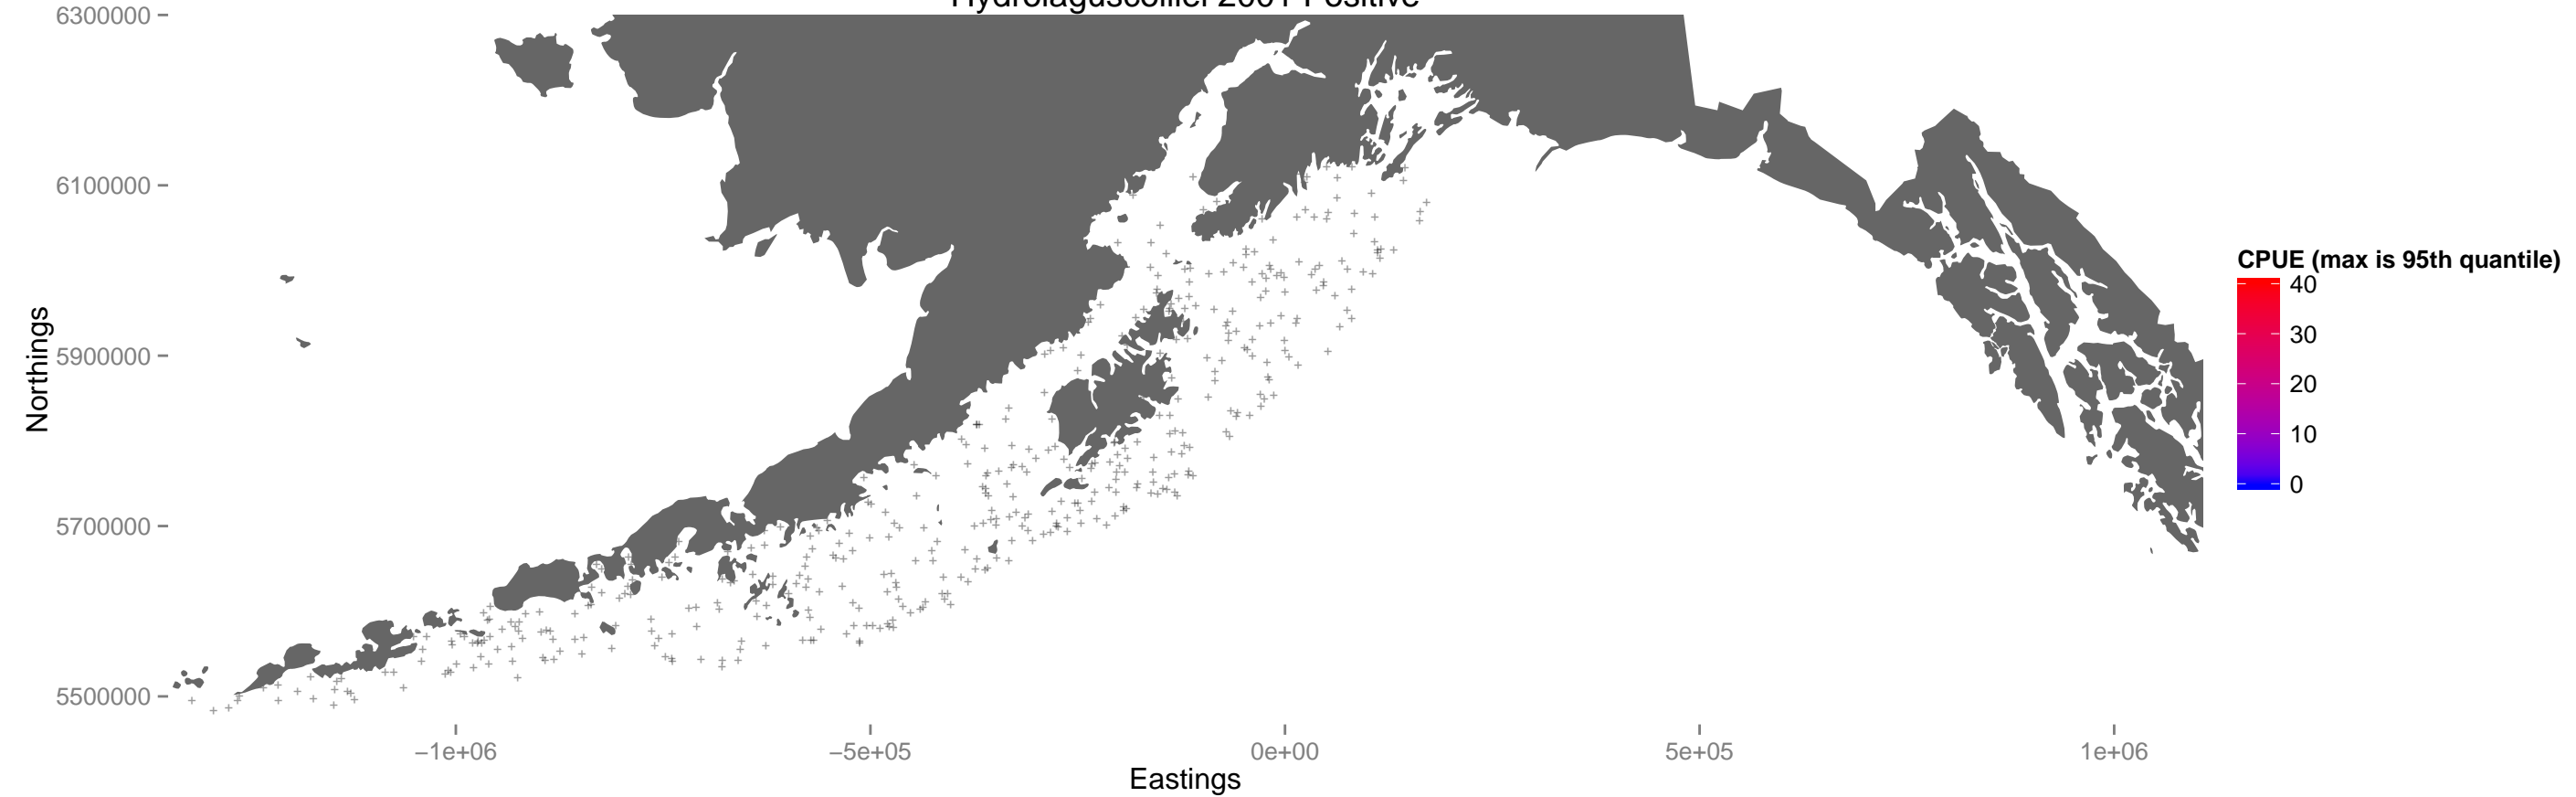 Hydrolaguscolliei 2001 Positive
6300000
6100000
5900000
5700000
5500000
Northings
−1e+06
−5e+05
0e+00
5e+05
1e+06
Eastings
CPUE (max is 95th quantile)
40
30
20
10
0